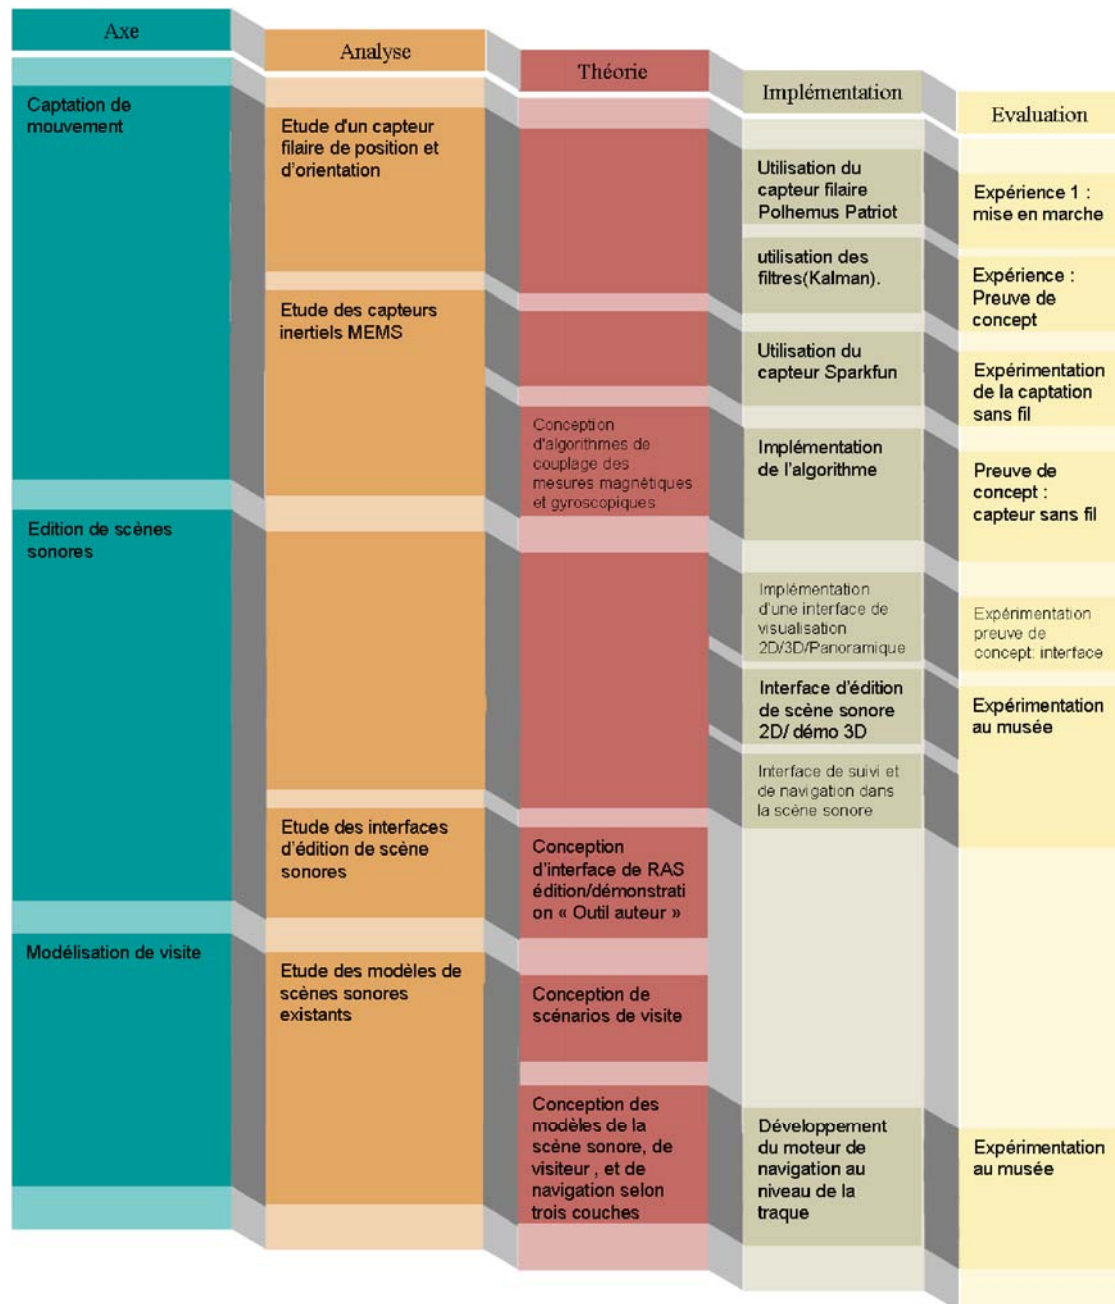 Axe
Captation de
mouvement
Edition de scènes
sonores
Modélisation de visite
Analyse
Etude d'un capteur
filaire de position et
d'orientation
Etude des capteurs
inertiels MEMS
Etude des interfaces
d'édition de scène
sonores
Etude des modèles de
scènes sonores
existants
Théorie
Conception
d'algorithmes de
couplage des
mesures magnétiques
et gyroscopiques
Conception
d'interface de RAS
édition/démonstrati
on « Outil auteur »
Conception de
scénarios de visite
Conception des
modèles de la
scène sonore, de
visiteur , et de
navigation selon
trois couches
Implémentation
Utilisation du
capteur filaire
Polhemus Patriot
utilisation des
filtres(Kalman).
Utilisation du
capteur Sparkfun
Implémentation
de l'algorithme
Implémentation
d'une interface de
visualisation
2D/3D/Panoramique
Interface d'édition
de scène sonore
2D/ démo 3D
Interface de suivi et
de navigation dans
la scène sonore
Développement
du moteur de
navigation au
niveau de la
traque
Evaluation
Expérience 1 :
mise en marche
Expérience :
Preuve de
concept
Expérimentation
de la captation
sans fil
Preuve de
concept :
capteur sans fil
Expérimentation
preuve de
concept: interface
Expérimentation
au musée
Expérimentation
au musée